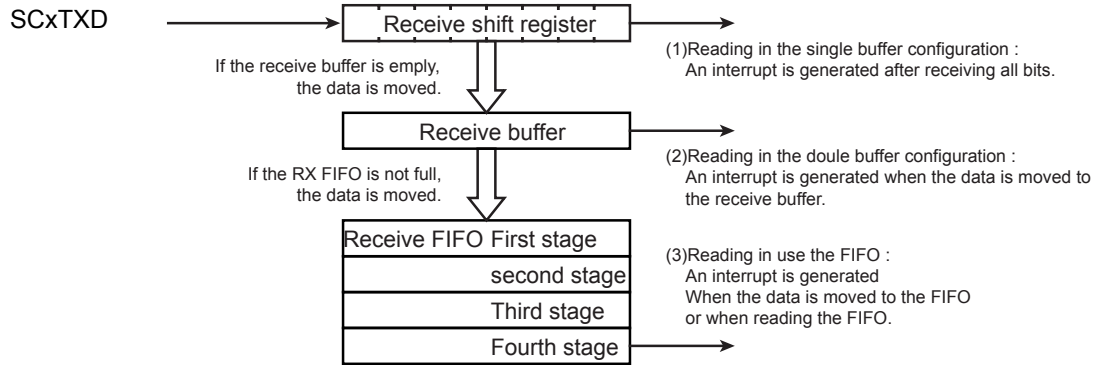 SCxTXD
Receive shift register
(1)Reading in the single buffer configuration :
An interrupt is generated after receiving all bits.
If the receive buffer is emply,
the data is moved.
Receive buffer
(2)Reading in the doule buffer configuration :
An interrupt is generated when the data is moved to
the receive buffer.
If the RX FIFO is not full,
the data is moved.
Receive FIFO First stage
second stage
Third stage
Fourth stage
(3)Reading in use the FIFO :
An interrupt is generated
When the data is moved to the FIFO
or when reading the FIFO.